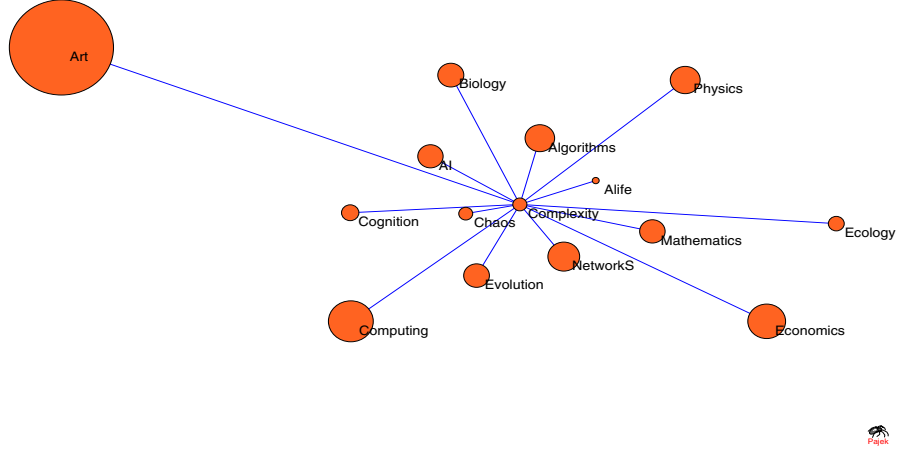 Art
Biology
Physics
Algorithms
AI
Alife
Complexity
Cognition
Chaos
Ecology
Mathematics
NetworkS
Evolution
Computing
Economics
Pajek